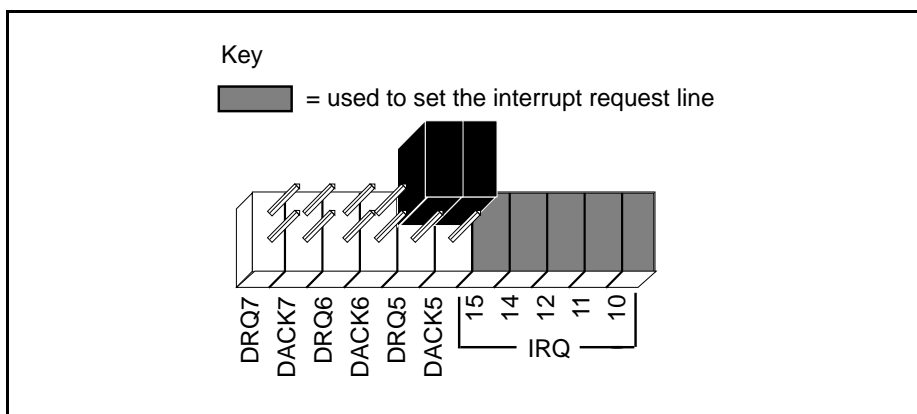 Key
= used to set the interrupt request line
DRQ7
DACK7
DRQ6
DACK6
DRQ5
DACK5
15
14
12
11
10
IRQ